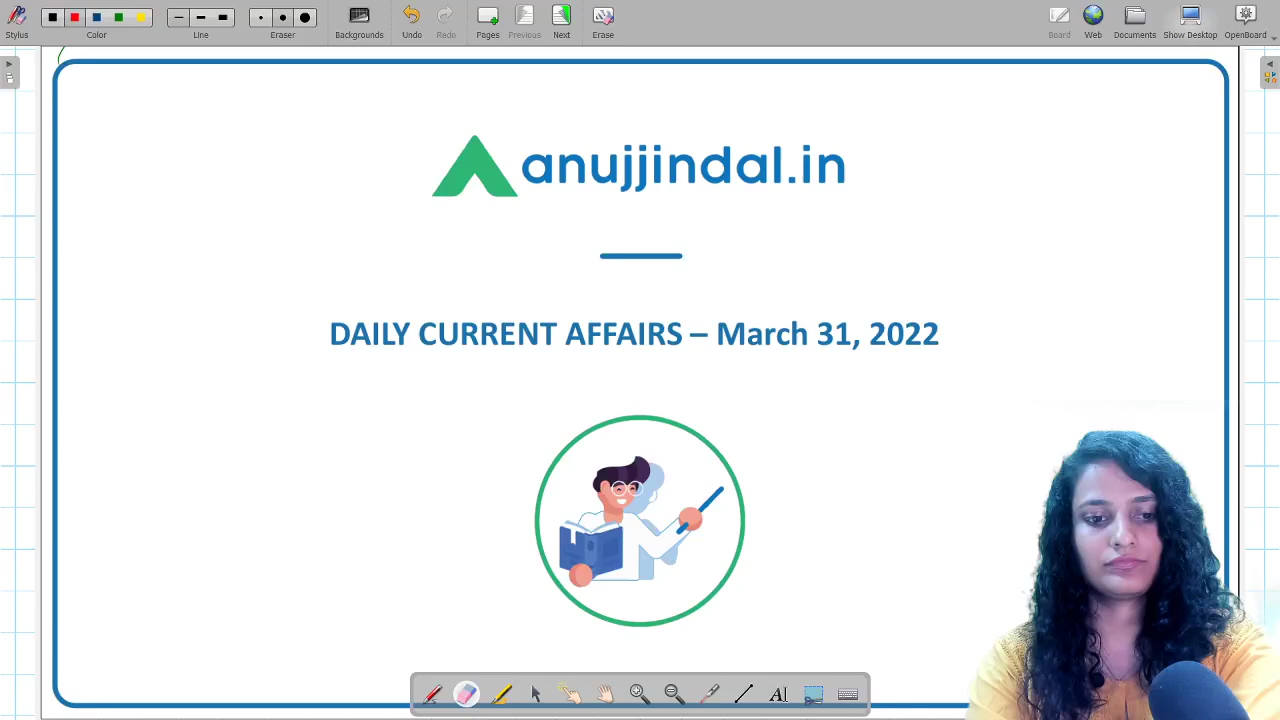 Stylus
Color
Line
Eraser
Backgrounds
Undo
Redo
Pages
Previous
Next
Erase
Board
Web
Documents
Show Desktop
OpenBoard
anujjindal.in
DAILY CURRENT AFFAIRS – March 31, 2022
AI